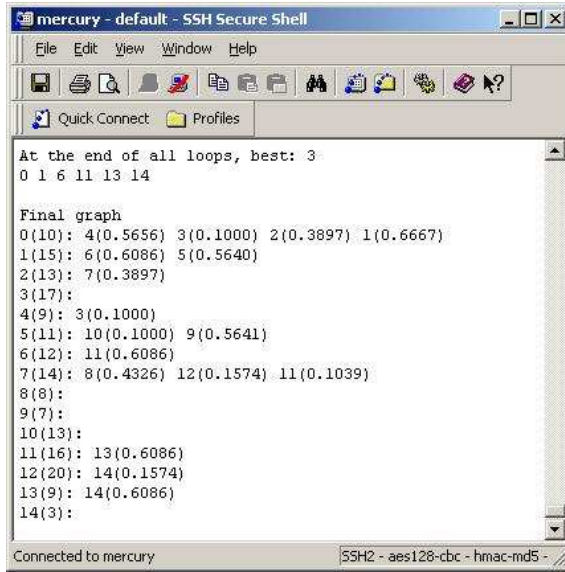 mercury - default - SSH Secure Shell
File Edit View Window Help
Quick Connect Profiles
At the end of all loops, best: 3
0 1 6 11 13 14
Final graph
0(10): 4(0.5656) 3(0.1000) 2(0.3897) 1(0.6667)
1(15): 6(0.6086) 5(0.5640)
2(13): 7(0.3897)
3(17):
4(9): 3(0.1000)
5(11): 10(0.1000) 9(0.5641)
6(12): 11(0.6086)
7(14): 8(0.4326) 12(0.1574) 11(0.1039)
8(8):
9(7):
10(13):
11(16): 13(0.6086)
12(20): 14(0.1574)
13(9): 14(0.6086)
14(3):
Connected to mercury SSH2 - aes128-cbc - hmac-md5 -